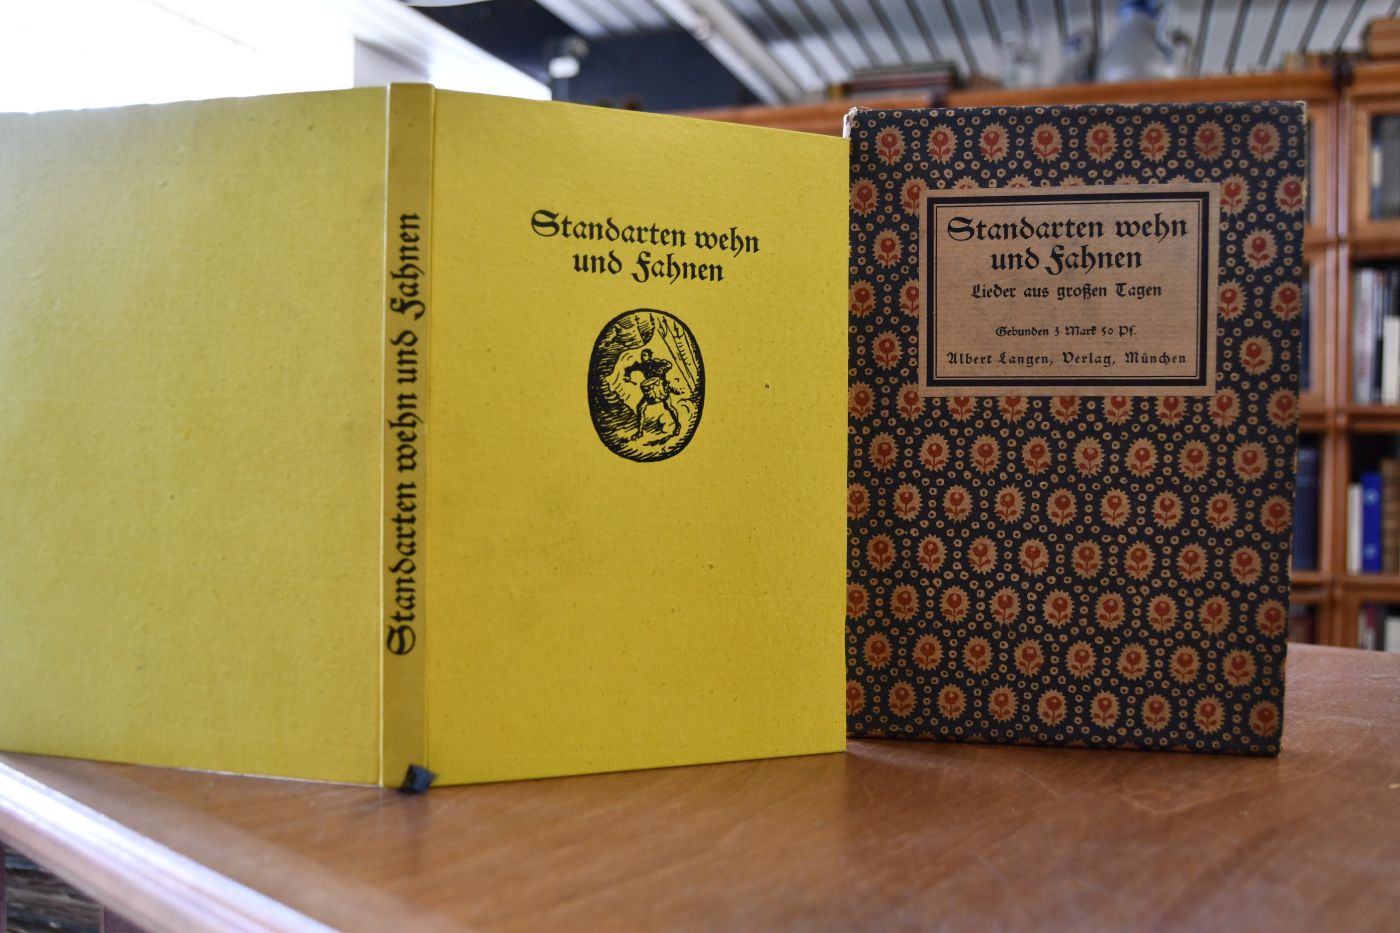 Standarten wehn und Fahnen
Standarten wehn
und Fahnen
Standarten wehn
und Fahnen
Lieder aus großen Tagen
Gebunden 3 Mark 50 Pf.
Albert Langen, Verlag, München